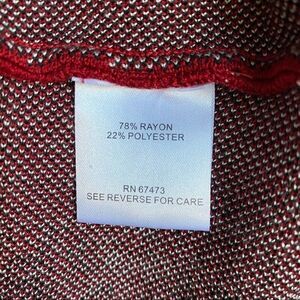 78% RAYON
22% POLYESTER
RN 67473
SEE REVERSE FOR CARE